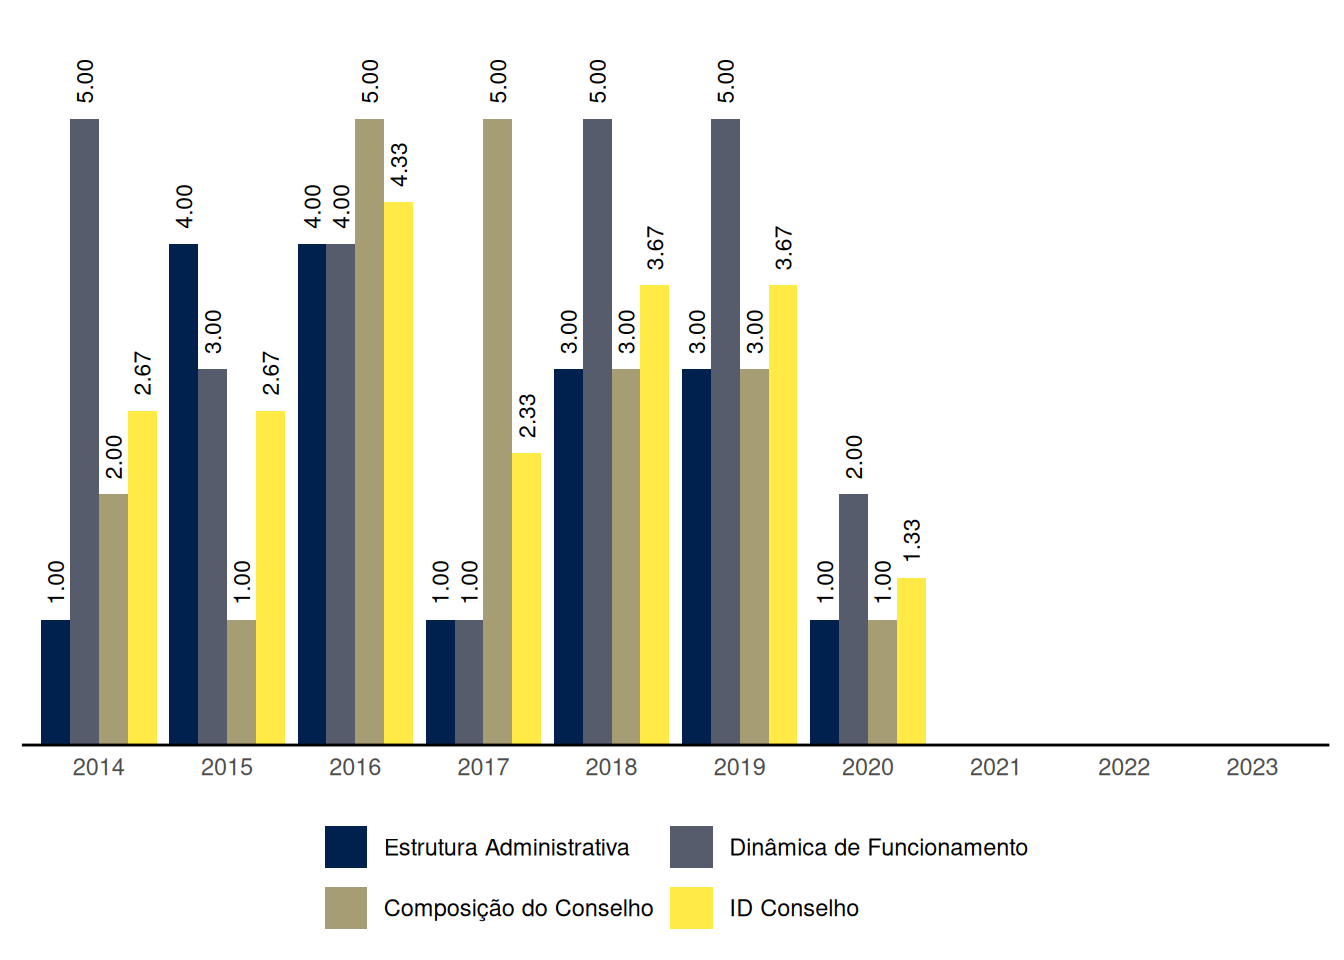 5.00 5.00 5.00 5.00 5.00
4.33
4.00 4.00 4.00
3.67 3.67
3.00 3.00 3.00 3.00 3.00
2.67 2.67
2.33
2.00 2.00
1.33
1.00 1.00 1.00 1.00 1.00 1.00
2014 2015 2016 2017 2018 2019 2020 2021 2022 2023
Estrutura Administrativa Dinâmica de Funcionamento
Composição do Conselho ID Conselho